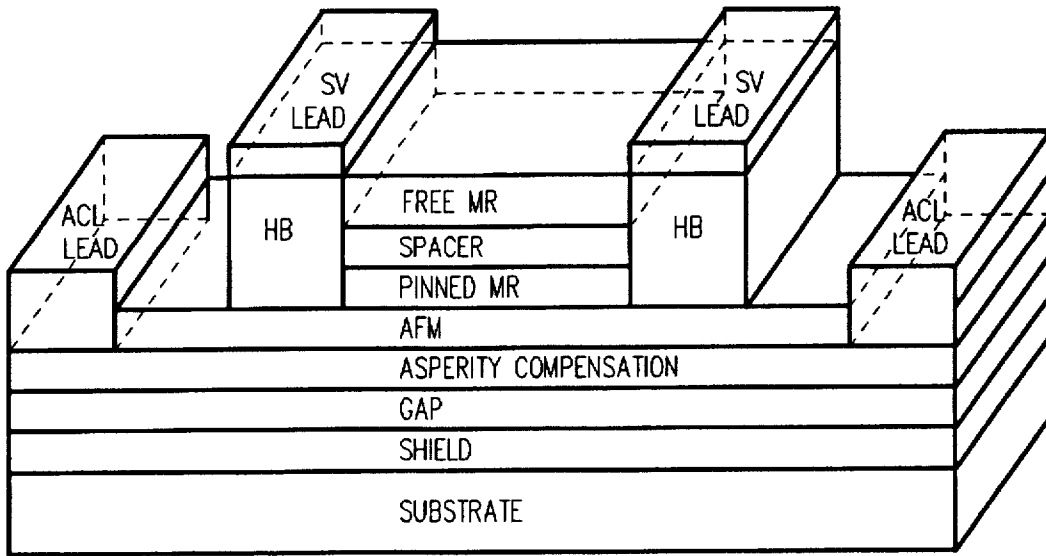 SV
LEAD
SV
LEAD
ACL
LEAD
ACL
LEAD
HB
FREE MR
HB
SPACER
PINNED MR
AFM
ASPERITY COMPENSATION
GAP
SHIELD
SUBSTRATE